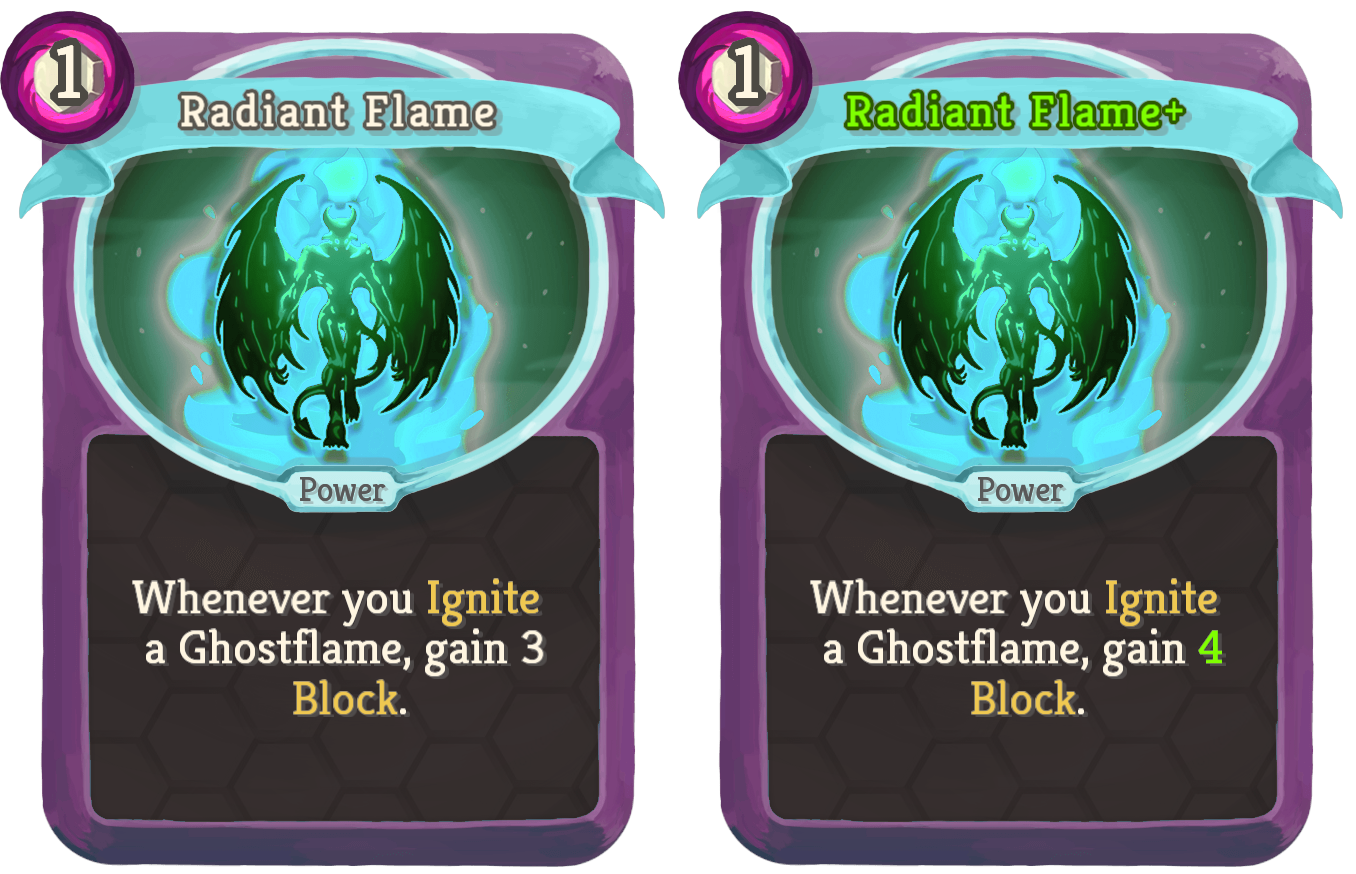 1
Radiant Flame
Power
Whenever you Ignite
a Ghostflame, gain 3
Block.
1
Radiant Flame+
Power
Whenever you Ignite
a Ghostflame, gain 4
Block.